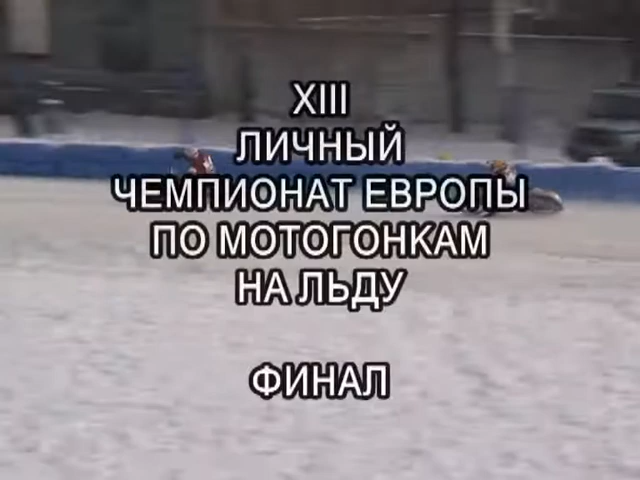 XIII
ЛИЧНЫЙ
ЧЕМПИОНАТ ЕВРОПЫ
ПО МОТОГОНКАМ
НА ЛЬДУ
ФИНАЛ